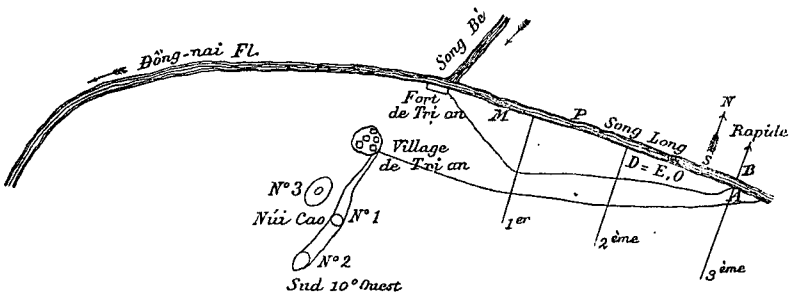 Song Bé
Đồng-nai Fl.
Fort
de Tri an
M
P
Song Long
N
S
Rapide
B
A
D = E, O
Village
de Tri an
N° 3
Núi Cao
N° 1
N° 2
Sud 10° Ouest
1er
2ème
3ème